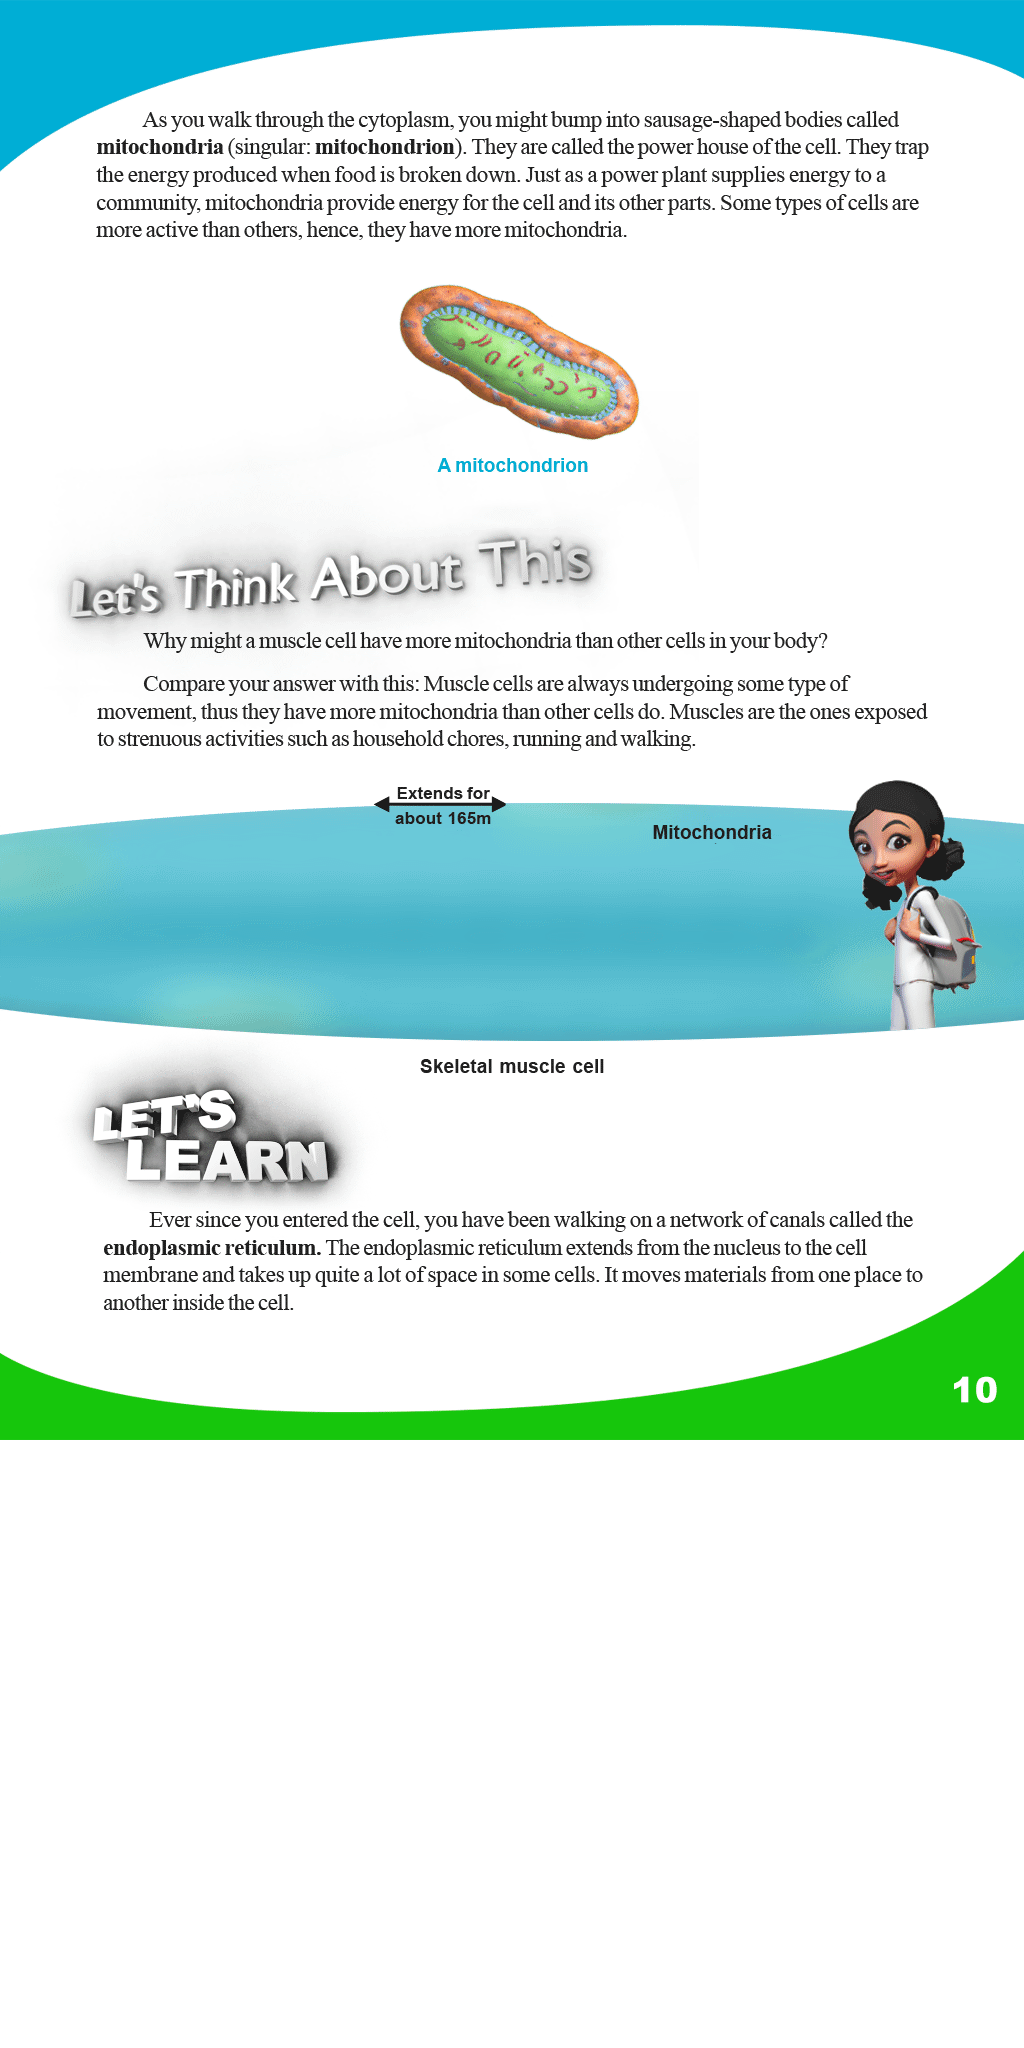 As you walk through the cytoplasm, you might bump into sausage-shaped bodies called
mitochondria (singular: mitochondrion). They are called the power house of the cell. They trap
the energy produced when food is broken down. Just as a power plant supplies energy to a
community, mitochondria provide energy for the cell and its other parts. Some types of cells are
more active than others, hence, they have more mitochondria.
A mitochondrion
Let's Think About This
Why might a muscle cell have more mitochondria than other cells in your body?
Compare your answer with this: Muscle cells are always undergoing some type of
movement, thus they have more mitochondria than other cells do. Muscles are the ones exposed
to strenuous activities such as household chores, running and walking.
Extends for
about 165m
Mitochondria
Skeletal muscle cell
LET'S
LEARN
Ever since you entered the cell, you have been walking on a network of canals called the
endoplasmic reticulum. The endoplasmic reticulum extends from the nucleus to the cell
membrane and takes up quite a lot of space in some cells. It moves materials from one place to
another inside the cell.
10